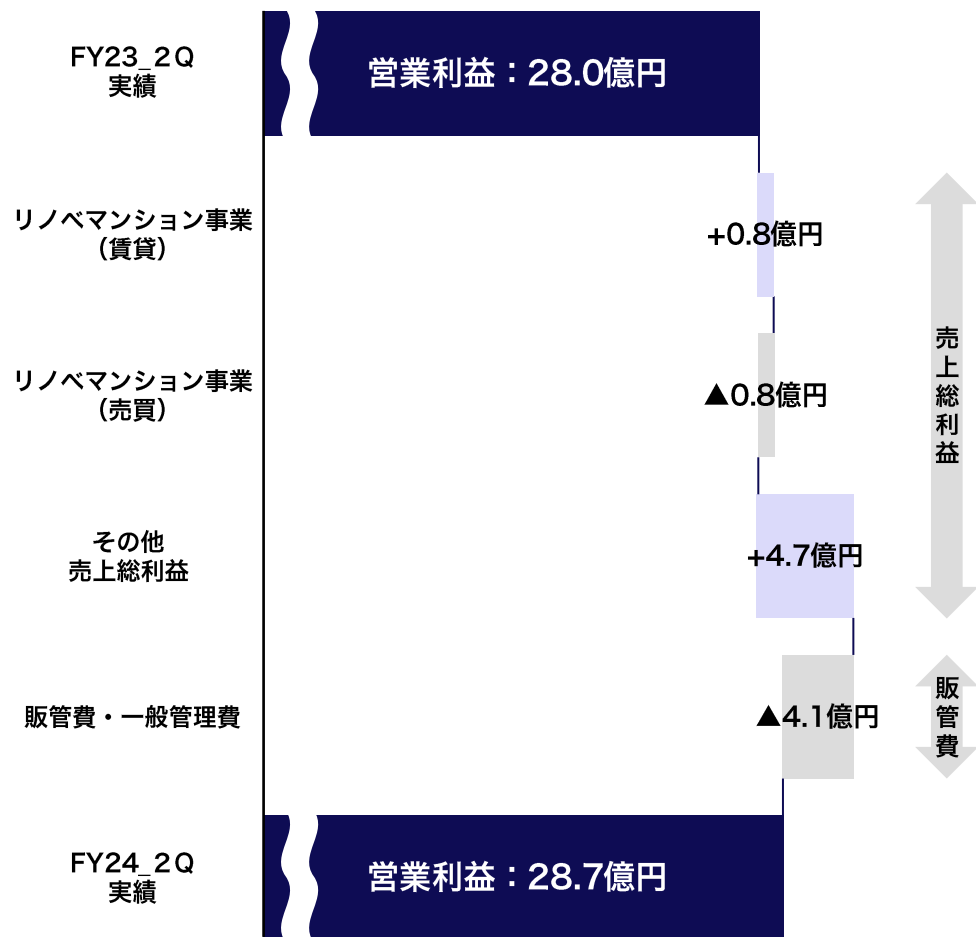 FY23_2Q
実績
営業利益：28.0億円
リノベマンション事業
（賃貸）
+0.8億円
リノベマンション事業
（売買）
▲0.8億円
その他
売上総利益
+4.7億円
売上総利益
販管費・一般管理費
▲4.1億円
販管費
FY24_2Q
実績
営業利益：28.7億円